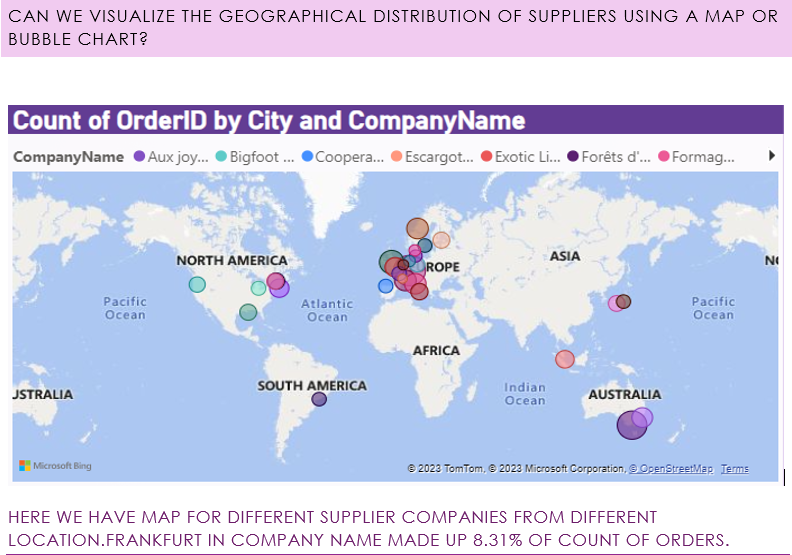 CAN WE VISUALIZE THE GEOGRAPHICAL DISTRIBUTION OF SUPPLIERS USING A MAP OR
BUBBLE CHART?
Count of OrderID by City and CompanyName
CompanyName Aux joy... Bigfoot ... Coopera... Escargot... Exotic Li... Forêts d'... Formag...
NORTH AMERICA
ROPE
ASIA
NO
Pacific
Ocean
Atlantic
Ocean
Pacific
Ocean
AFRICA
SOUTH AMERICA
Indian
Ocean
JSTRALIA
AUSTRALIA
Microsoft Bing
© 2023 TomTom, © 2023 Microsoft Corporation, © OpenStreetMap Terms
HERE WE HAVE MAP FOR DIFFERENT SUPPLIER COMPANIES FROM DIFFERENT
LOCATION.FRANKFURT IN COMPANY NAME MADE UP 8.31% OF COUNT OF ORDERS.